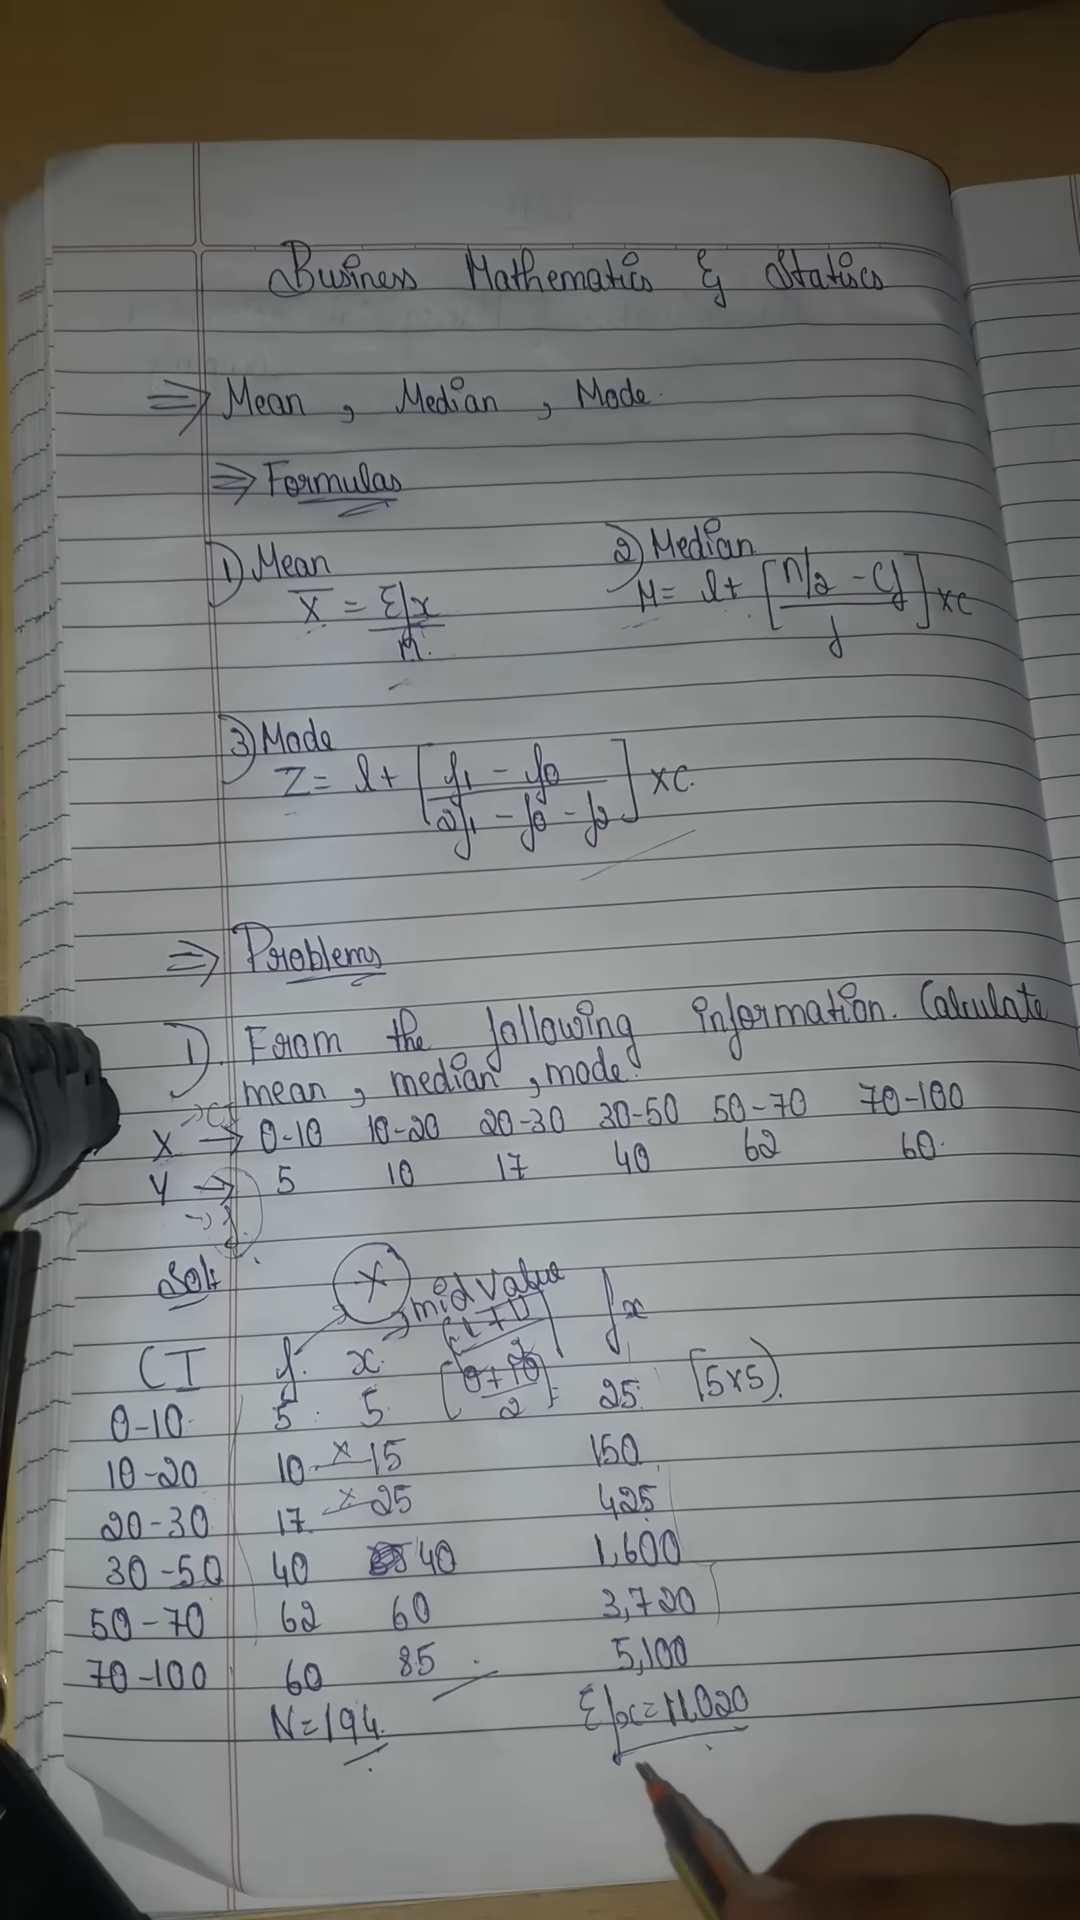 Business Mathematics & Statiscs
⇒ Mean , Median , Mode
⇒ Formulas
1) Mean
X̄ = Σfx / n
2) Median
M = l + [n/2 - Cf / f] × C
3) Mode
Z = l + [f1 - f0 / 2f1 - f0 - f2] × C
⇒ Problems
1) From the following information. Calculate
mean , median , mode.
X → 0-10 10-20 20-30 30-50 50-70 70-100
Y → 5 10 17 40 62 60
→ f
Sol:
X
→ mid value
fx
CI f x [0+10 / 2]
0-10 5 5 25 (5×5)
10-20 10 × 15 150
20-30 17 × 25 425
30-50 40 40 1,600
50-70 62 60 3,720
70-100 60 85 5,100
N=194 Σfx=11,020